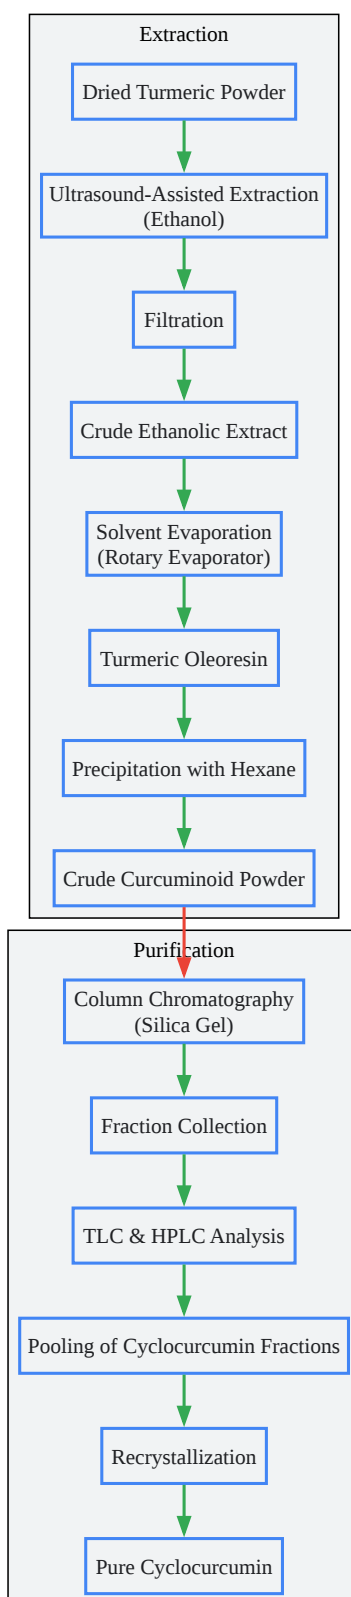 Extraction
Dried Turmeric Powder
Ultrasound-Assisted Extraction
(Ethanol)
Filtration
Crude Ethanolic Extract
Solvent Evaporation
(Rotary Evaporator)
Turmeric Oleoresin
Precipitation with Hexane
Crude Curcuminoid Powder
Purification
Column Chromatography
(Silica Gel)
Fraction Collection
TLC & HPLC Analysis
Pooling of Cyclocurcumin Fractions
Recrystallization
Pure Cyclocurcumin